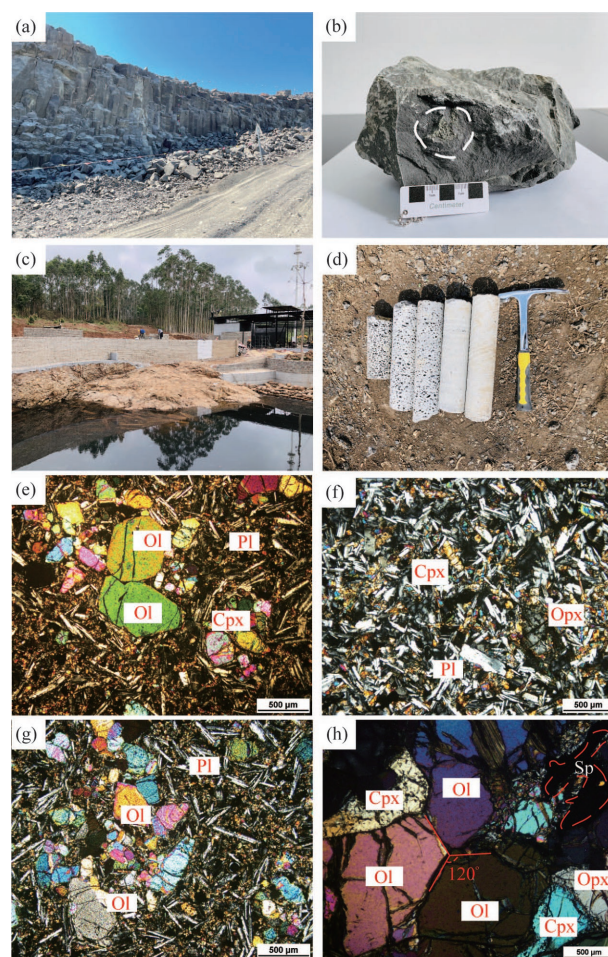 (a)
(b)
Centimeter
(c)
(d)
(e)
Ol
Pl
Ol
Cpx
500 μm
(f)
Cpx
Opx
Pl
500 μm
(g)
Pl
Ol
Ol
500 μm
(h)
Sp
Ol
Cpx
120°
Ol
Opx
Ol
Cpx
500 μm